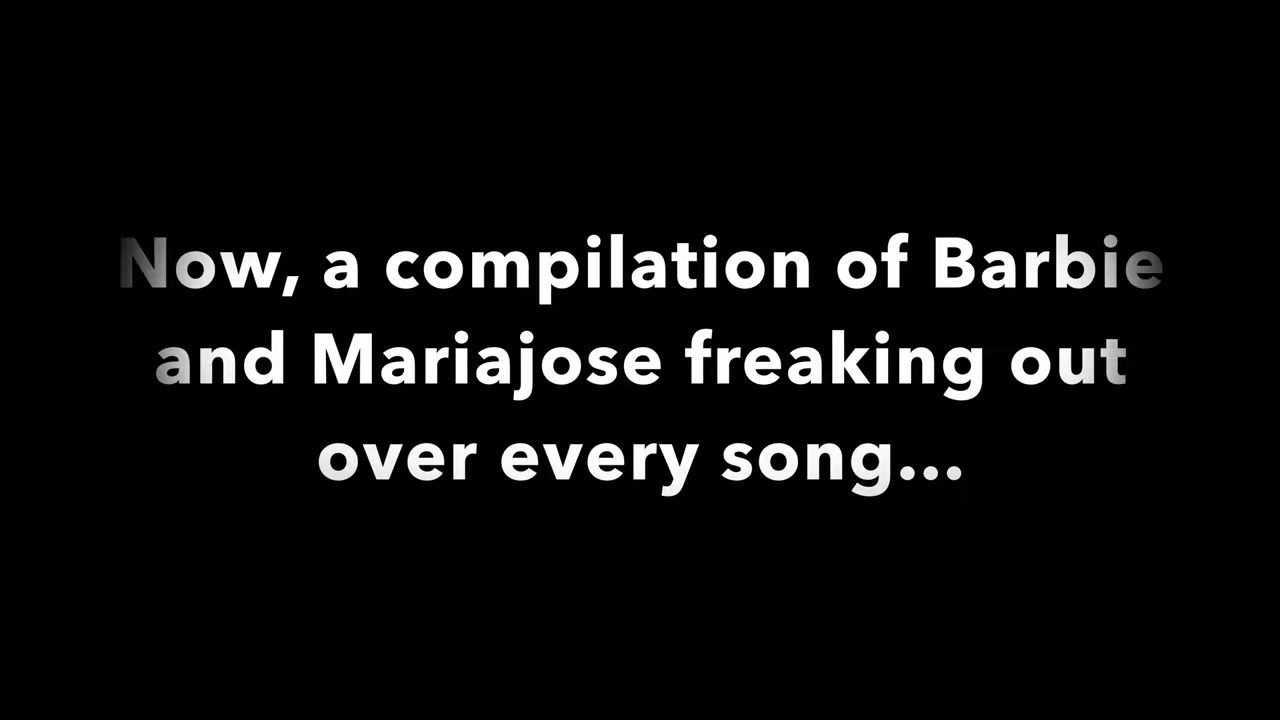 Now, a compilation of Barbie
and Mariajose freaking out
over every song...